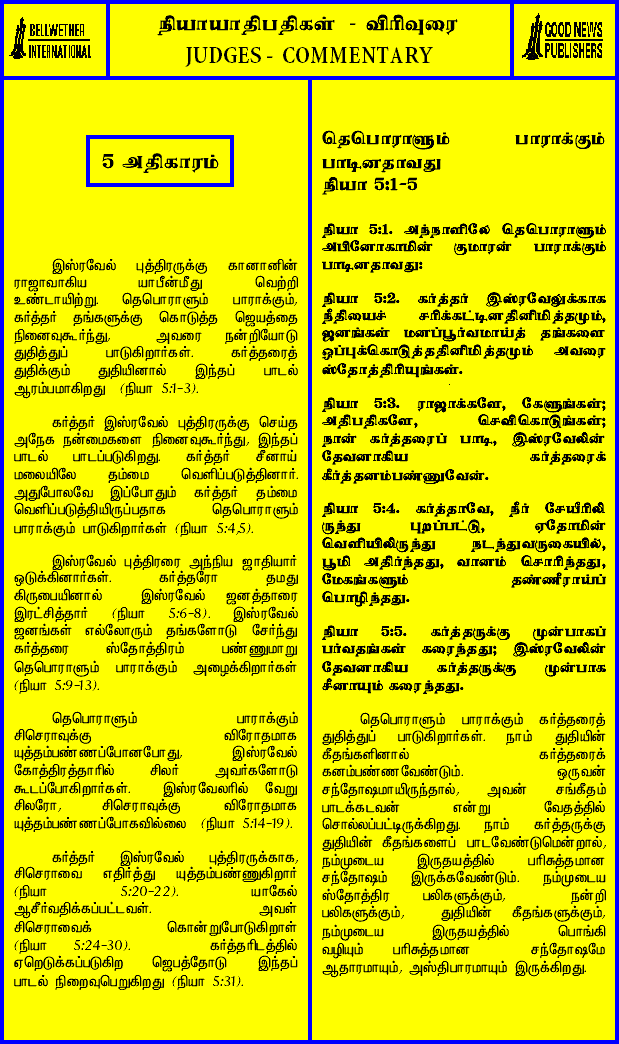 BELLWETHER
INTERNATIONAL
நியாயாதிபதிகள் - விரிவுரை
JUDGES - COMMENTARY
GOOD NEWS
PUBLISHERS
5 அதிகாரம்
இஸ்ரவேல் புத்திரருக்கு கானானின்
ராஜாவாகிய யாபீன்மீது வெற்றி
உண்டாயிற்று. தெபொராளும் பாராக்கும்,
கர்த்தர் தங்களுக்கு கொடுத்த ஜெயத்தை
நினைவுகூர்ந்து, அவரை நன்றியோடு
துதித்துப் பாடுகிறார்கள். கர்த்தரைத்
துதிக்கும் துதியினால் இந்தப் பாடல்
ஆரம்பமாகிறது (நியா 5:1-3).
கர்த்தர் இஸ்ரவேல் புத்திரருக்கு செய்த
அநேக நன்மைகளை நினைவுகூர்ந்து, இந்தப்
பாடல் பாடப்படுகிறது. கர்த்தர் சீனாய்
மலையிலே தம்மை வெளிப்படுத்தினார்.
அதுபோலவே இப்போதும் கர்த்தர் தம்மை
வெளிப்படுத்தியிருப்பதாக தெபொராளும்
பாராக்கும் பாடுகிறார்கள் (நியா 5:4,5).
இஸ்ரவேல் புத்திரரை அந்நிய ஜாதியார்
ஒடுக்கினார்கள். கர்த்தரோ தமது
கிருபையினால் இஸ்ரவேல் ஜனத்தாரை
இரட்சித்தார் (நியா 5:6-8). இஸ்ரவேல்
ஜனங்கள் எல்லோரும் தங்களோடு சேர்ந்து
கர்த்தரை ஸ்தோத்திரம் பண்ணுமாறு
தெபொராளும் பாராக்கும் அழைக்கிறார்கள்
(நியா 5:9-13).
தெபொராளும் பாராக்கும்
சிசெராவுக்கு விரோதமாக
யுத்தம்பண்ணப்போனபோது, இஸ்ரவேல்
கோத்திரத்தாரில் சிலர் அவர்களோடு
கூடப்போகிறார்கள். இஸ்ரவேலரில் வேறு
சிலரோ, சிசெராவுக்கு விரோதமாக
யுத்தம்பண்ணப்போகவில்லை (நியா 5:14-19).
கர்த்தர் இஸ்ரவேல் புத்திரருக்காக,
சிசெராவை எதிர்த்து யுத்தம்பண்ணுகிறார்
(நியா 5:20-22). யாகேல்
ஆசீர்வதிக்கப்பட்டவள். அவள்
சிசெராவைக் கொன்றுபோடுகிறாள்
(நியா 5:24-30). கர்த்தரிடத்தில்
ஏறெடுக்கப்படுகிற ஜெபத்தோடு இந்தப்
பாடல் நிறைவுபெறுகிறது (நியா 5:31).
தெபொராளும் பாராக்கும்
பாடினதாவது
நியா 5:1-5
நியா 5:1. அந்நாளிலே தெபொராளும்
அபினோகாமின் குமாரன் பாராக்கும்
பாடினதாவது:
நியா 5:2. கர்த்தர் இஸ்ரவேலுக்காக
நீதியைச் சரிக்கட்டினதினிமித்தமும்,
ஜனங்கள் மனப்பூர்வமாய்த் தங்களை
ஒப்புக்கொடுத்ததினிமித்தமும் அவரை
ஸ்தோத்திரியுங்கள்.
நியா 5:3. ராஜாக்களே, கேளுங்கள்;
அதிபதிகளே, செவிகொடுங்கள்;
நான் கர்த்தரைப் பாடி, இஸ்ரவேலின்
தேவனாகிய கர்த்தரைக்
கீர்த்தனம்பண்ணுவேன்.
நியா 5:4. கர்த்தாவே, நீர் சேயீரிலி
ருந்து புறப்பட்டு, ஏதோமின்
வெளியிலிருந்து நடந்துவருகையில்,
பூமி அதிர்ந்தது, வானம் சொரிந்தது,
மேகங்களும் தண்ணீராய்ப்
பொழிந்தது.
நியா 5:5. கர்த்தருக்கு முன்பாகப்
பர்வதங்கள் கரைந்தது; இஸ்ரவேலின்
தேவனாகிய கர்த்தருக்கு முன்பாக
சீனாயும் கரைந்தது.
தெபொராளும் பாராக்கும் கர்த்தரைத்
துதித்துப் பாடுகிறார்கள். நாம் துதியின்
கீதங்களினால் கர்த்தரைக்
கனம்பண்ணவேண்டும். ஒருவன்
சந்தோஷமாயிருந்தால், அவன் சங்கீதம்
பாடக்கடவன் என்று வேதத்தில்
சொல்லப்பட்டிருக்கிறது. நாம் கர்த்தருக்கு
துதியின் கீதங்களைப் பாடவேண்டுமென்றால்,
நம்முடைய இருதயத்தில் பரிசுத்தமான
சந்தோஷம் இருக்கவேண்டும். நம்முடைய
ஸ்தோத்திர பலிகளுக்கும், நன்றி
பலிகளுக்கும், துதியின் கீதங்களுக்கும்,
நம்முடைய இருதயத்தில் பொங்கி
வழியும் பரிசுத்தமான சந்தோஷமே
ஆதாரமாயும், அஸ்திபாரமாயும் இருக்கிறது.